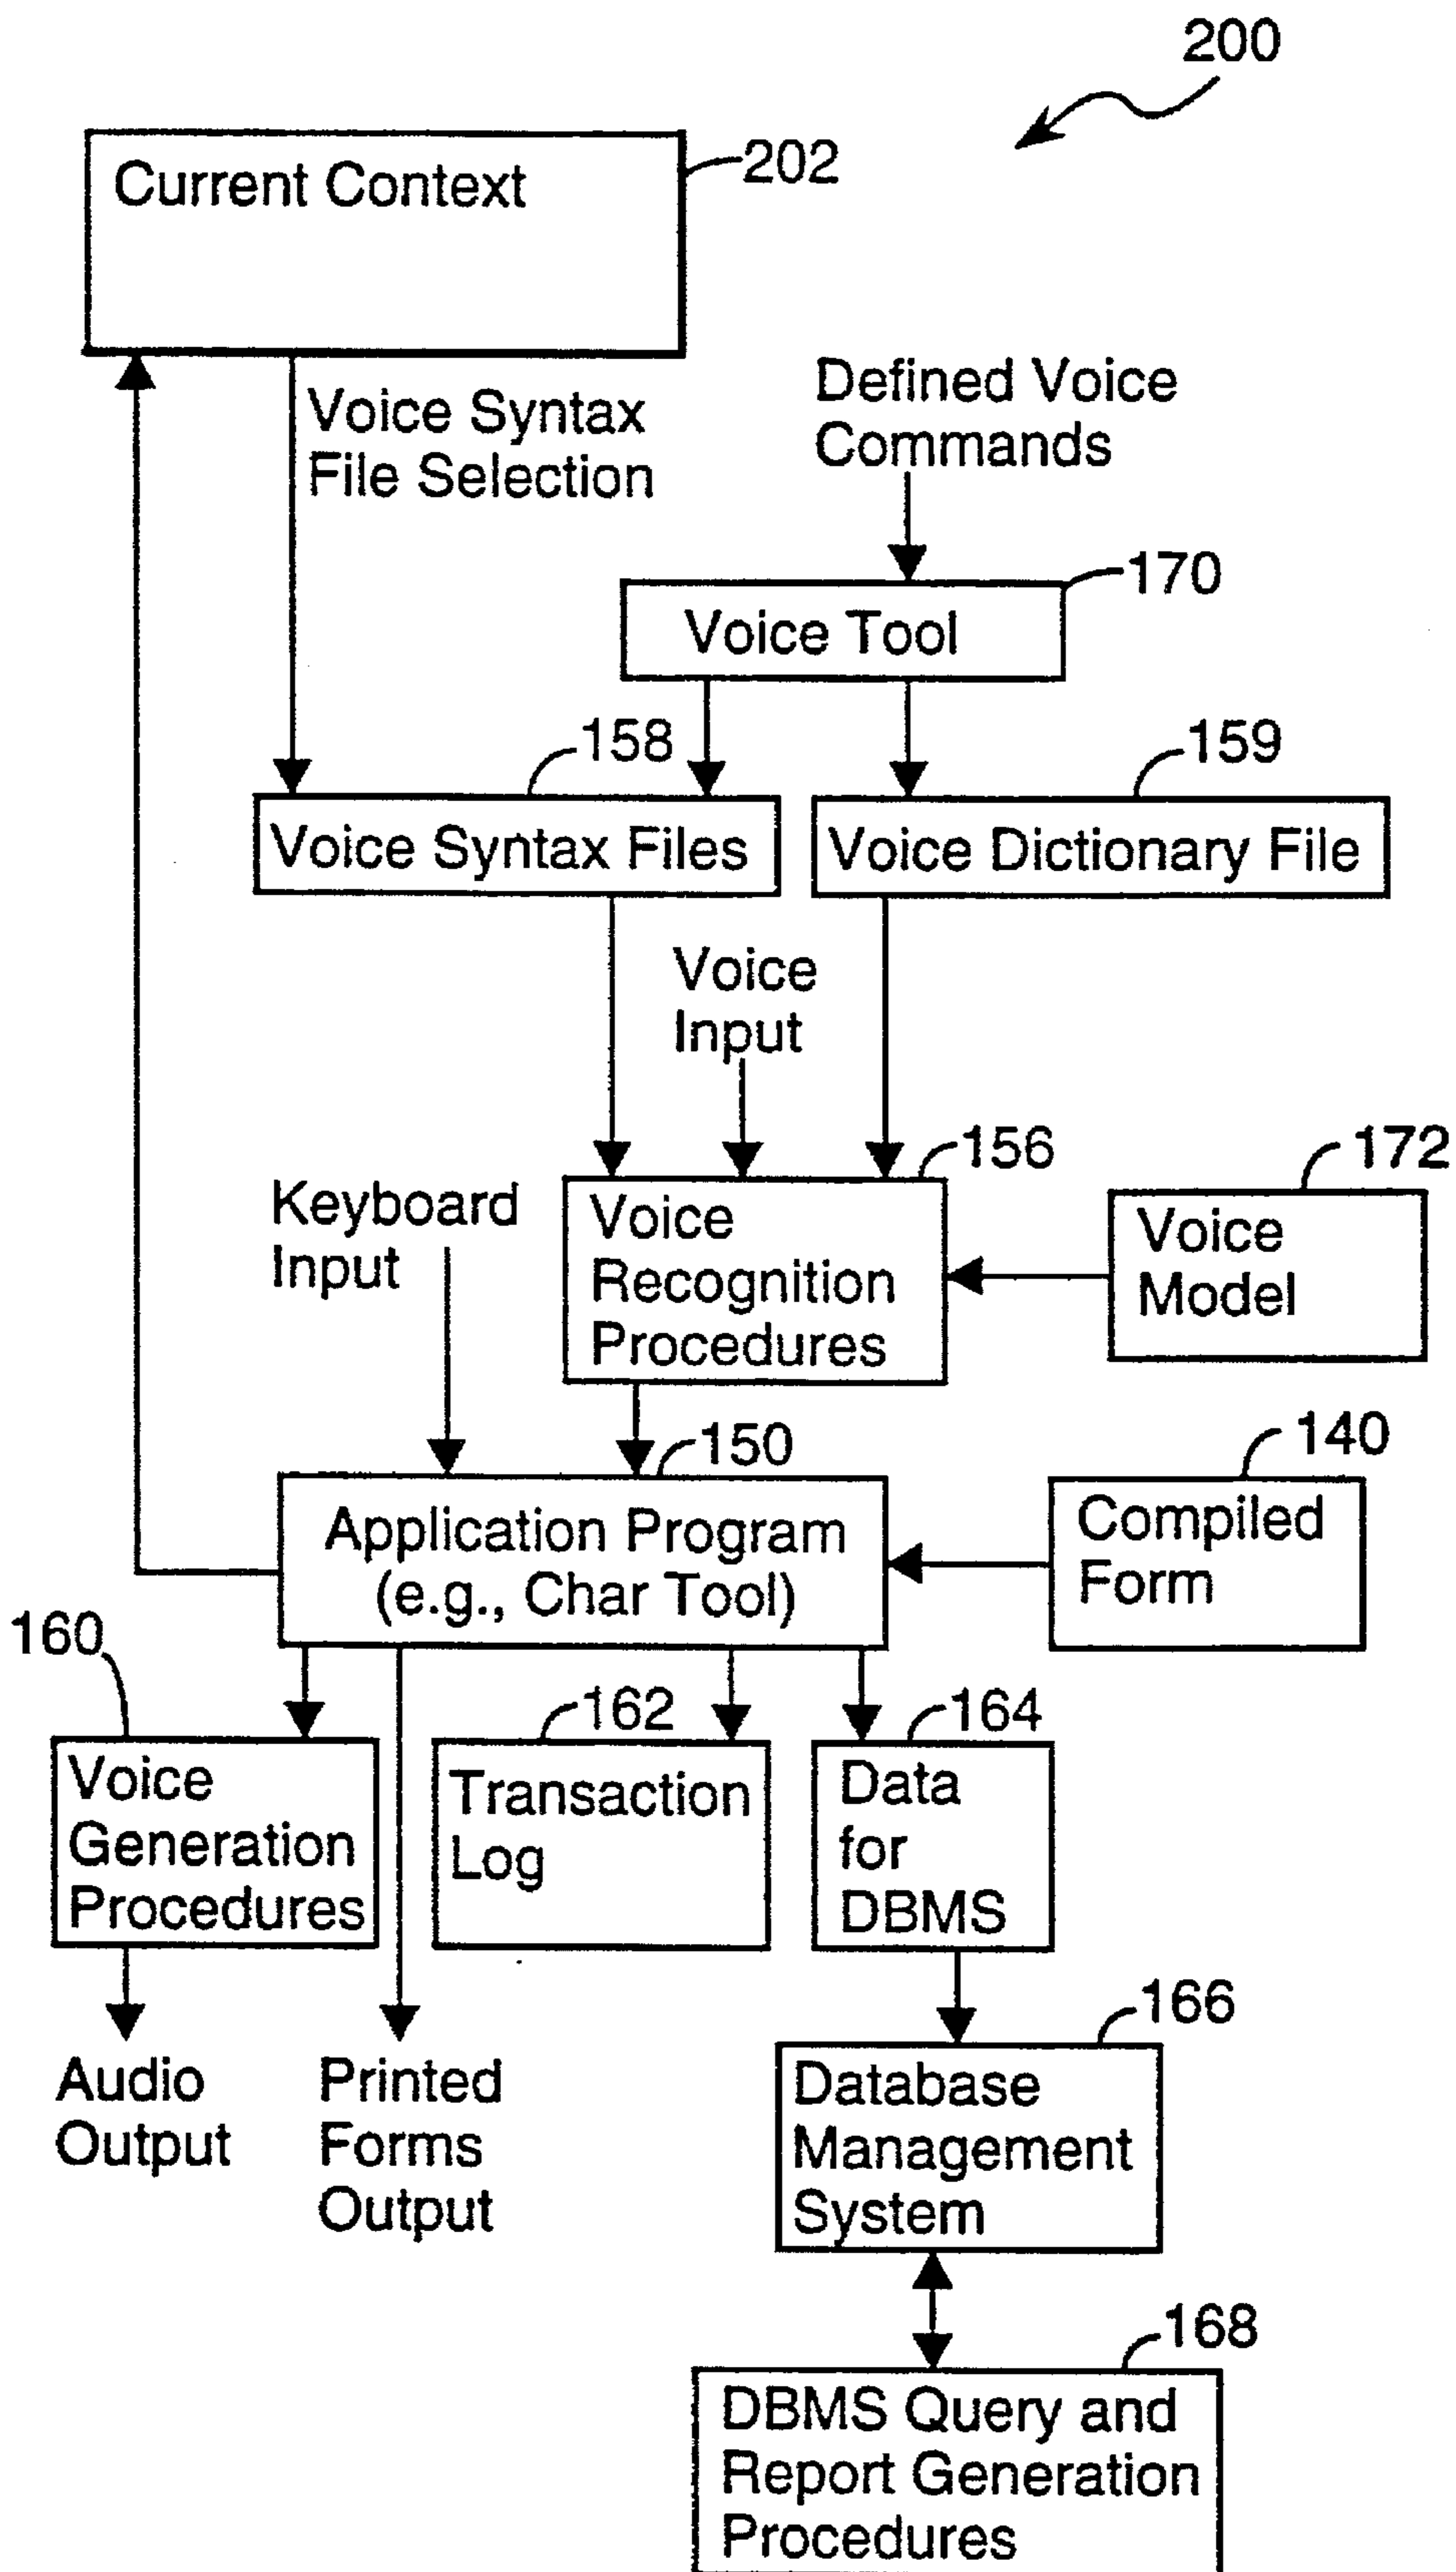 200
Current Context
202
Voice Syntax
File Selection
Defined Voice
Commands
170
Voice Tool
158
159
Voice Syntax Files
Voice Dictionary File
Voice
Input
156
172
Keyboard
Input
Voice
Recognition
Procedures
Voice
Model
150
140
Application Program
(e.g., Char Tool)
Compiled
Form
160
162
164
Voice
Generation
Procedures
Transaction
Log
Data
for
DBMS
166
Audio
Output
Printed
Forms
Output
Database
Management
System
168
DBMS Query and
Report Generation
Procedures